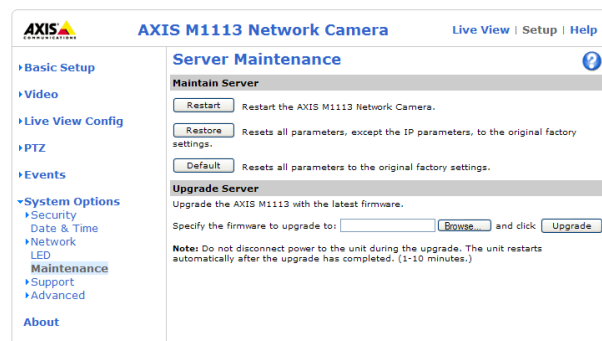 AXIS
COMMUNICATIONS
AXIS M1113 Network Camera
Live View | Setup | Help
Basic Setup
Video
Live View Config
PTZ
Events
System Options
Security
Date & Time
Network
LED
Maintenance
Support
Advanced
About
Server Maintenance
?
Maintain Server
Restart Restart the AXIS M1113 Network Camera.
Restore Resets all parameters, except the IP parameters, to the original factory
settings.
Default Resets all parameters to the original factory settings.
Upgrade Server
Upgrade the AXIS M1113 with the latest firmware.
Specify the firmware to upgrade to: Browse... and click Upgrade
Note: Do not disconnect power to the unit during the upgrade. The unit restarts
automatically after the upgrade has completed. (1-10 minutes.)